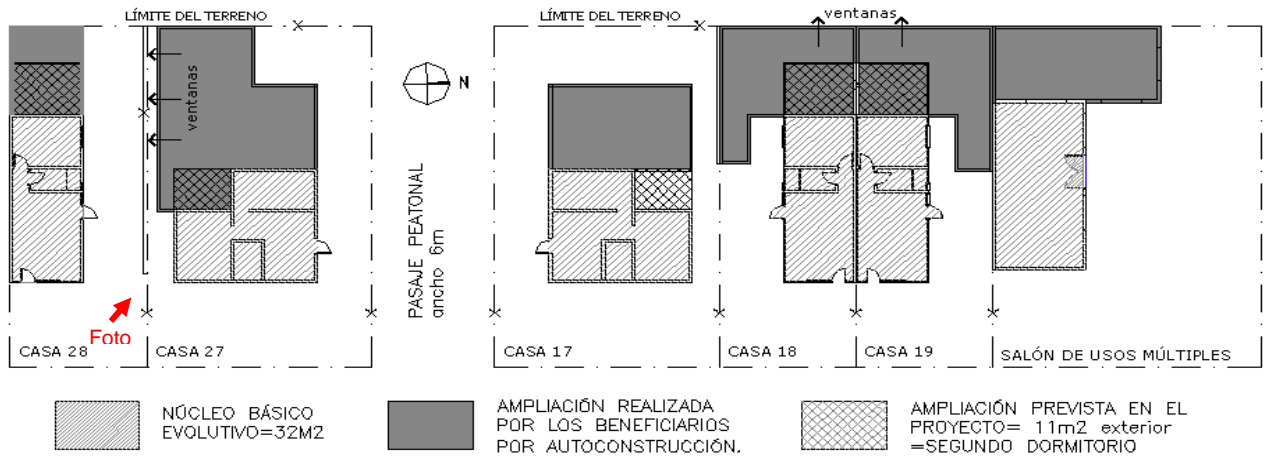 LÍMITE DEL TERRENO
LÍMITE DEL TERRENO
ventanas
ventanas
N
PASAJE PEATONAL
ancho 6m
Foto
CASA 28
CASA 27
CASA 17
CASA 18
CASA 19
SALÓN DE USOS MÚLTIPLES
NÚCLEO BÁSICO
EVOLUTIVO=32M2
AMPLIACIÓN REALIZADA
POR LOS BENEFICIARIOS
POR AUTOCONSTRUCCIÓN.
AMPLIACIÓN PREVISTA EN EL
PROYECTO= 11m2 exterior
=SEGUNDO DORMITORIO